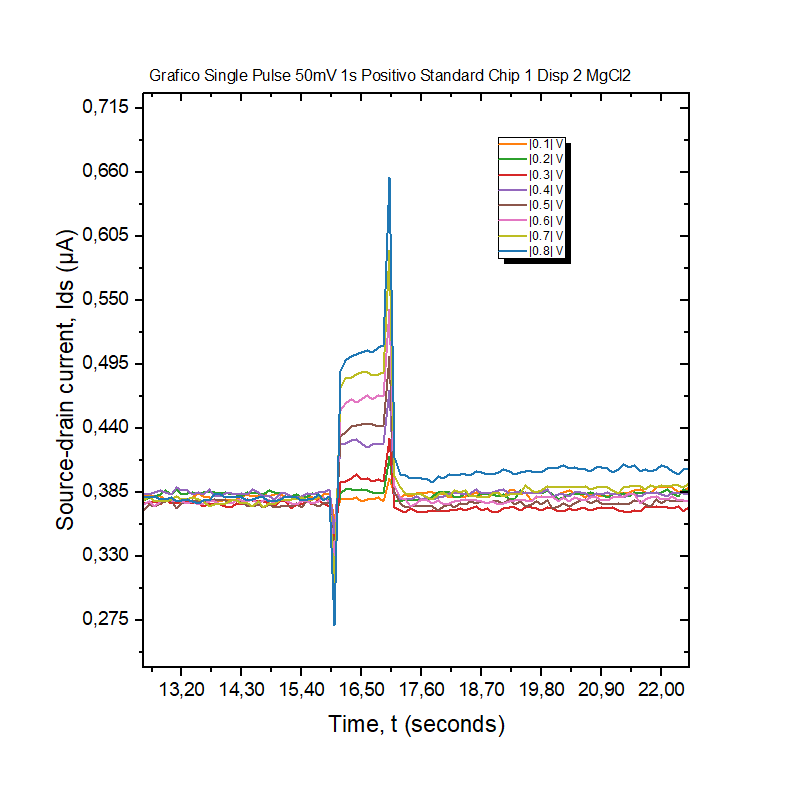 Grafico Single Pulse 50mV 1s Positivo Standard Chip 1 Disp 2 MgCl2
0,715
0,660
0,605
0,550
0,495
0,440
0,385
0,330
0,275
Source-drain current, Ids (µA)
|0.1| V
|0.2| V
|0.3| V
|0.4| V
|0.5| V
|0.6| V
|0.7| V
|0.8| V
13,20 14,30 15,40 16,50 17,60 18,70 19,80 20,90 22,00
Time, t (seconds)